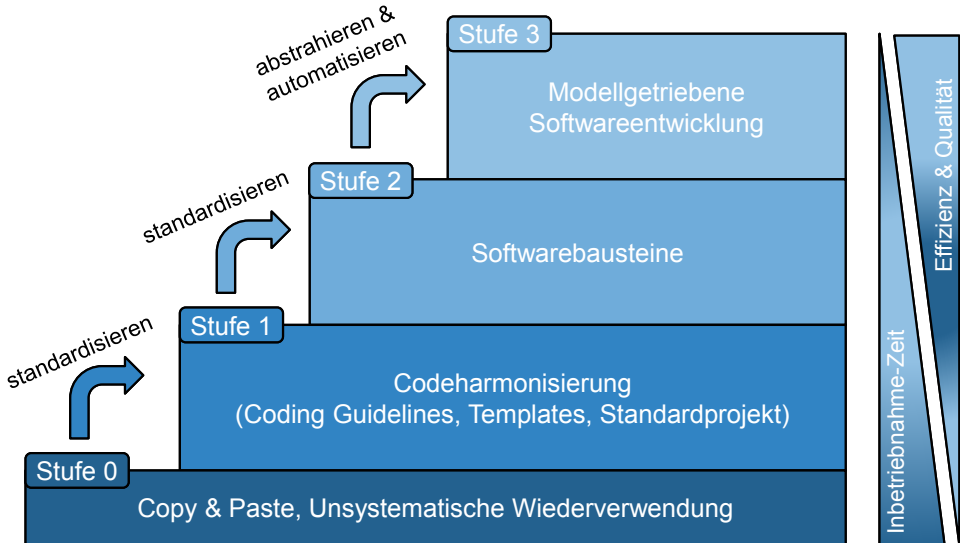 abstrahieren &
automatisieren
Stufe 3
Modellgetriebene
Softwareentwicklung
standardisieren
Stufe 2
Softwarebausteine
standardisieren
Stufe 1
Codeharmonisierung
(Coding Guidelines, Templates, Standardprojekt)
Stufe 0
Copy & Paste, Unsystematische Wiederverwendung
Inbetriebnahme-Zeit
Effizienz & Qualität